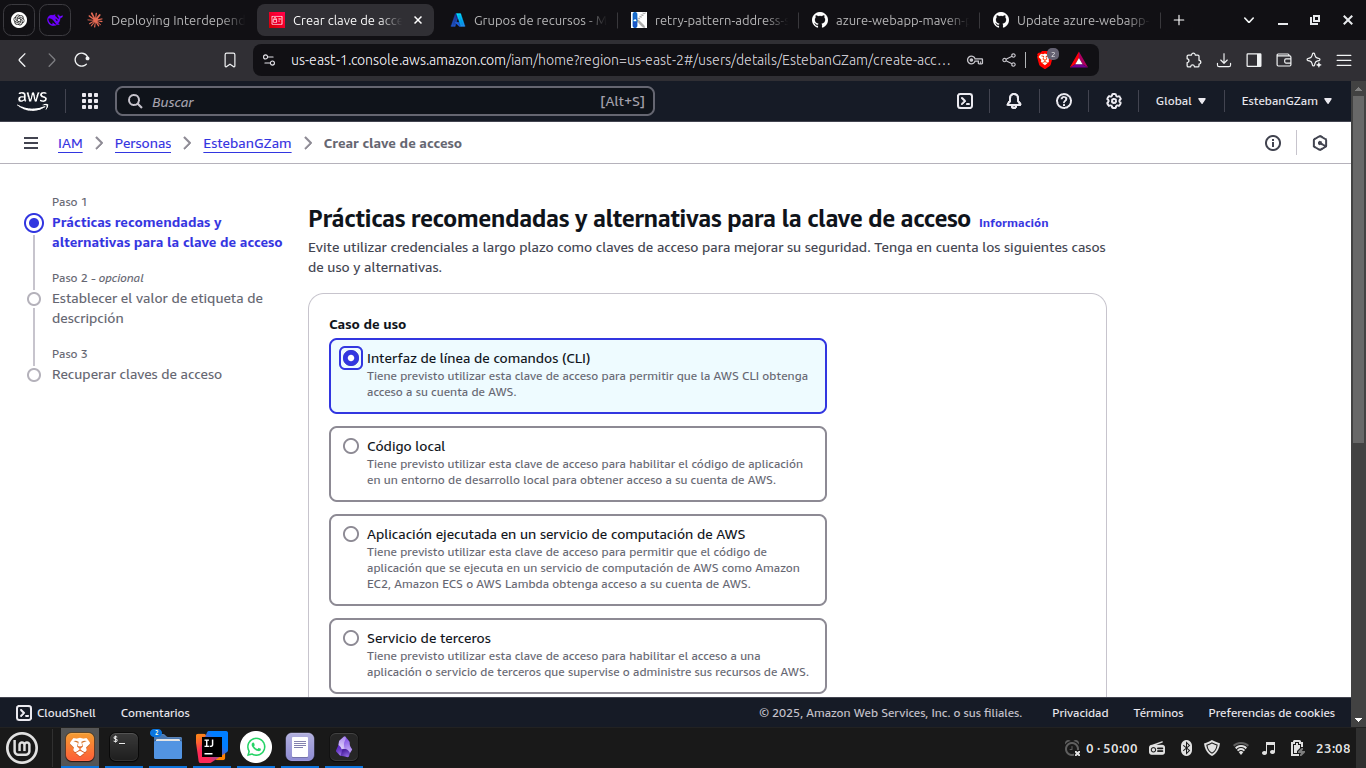 Deploying Interdepend
Crear clave de acce
Grupos de recursos - M
retry-pattern-address-
azure-webapp-maven-
Update azure-webapp-
us-east-1.console.aws.amazon.com/iam/home?region=us-east-2#/users/details/EstebanGZam/create-acc…
2
aws
Buscar
[Alt+S]
Global
EstebanGZam
IAM
Personas
EstebanGZam
Crear clave de acceso
Paso 1
Prácticas recomendadas y
alternativas para la clave de acceso
Paso 2 - opcional
Establecer el valor de etiqueta de
descripción
Paso 3
Recuperar claves de acceso
Prácticas recomendadas y alternativas para la clave de acceso Información
Evite utilizar credenciales a largo plazo como claves de acceso para mejorar su seguridad. Tenga en cuenta los siguientes casos
de uso y alternativas.
Caso de uso
Interfaz de línea de comandos (CLI)
Tiene previsto utilizar esta clave de acceso para permitir que la AWS CLI obtenga
acceso a su cuenta de AWS.
Código local
Tiene previsto utilizar esta clave de acceso para habilitar el código de aplicación
en un entorno de desarrollo local para obtener acceso a su cuenta de AWS.
Aplicación ejecutada en un servicio de computación de AWS
Tiene previsto utilizar esta clave de acceso para permitir que el código de
aplicación que se ejecuta en un servicio de computación de AWS como Amazon
EC2, Amazon ECS o AWS Lambda obtenga acceso a su cuenta de AWS.
Servicio de terceros
Tiene previsto utilizar esta clave de acceso para habilitar el acceso a una
aplicación o servicio de terceros que supervise o administre sus recursos de AWS.
CloudShell
Comentarios
© 2025, Amazon Web Services, Inc. o sus filiales.
Privacidad
Términos
Preferencias de cookies
$_
2
IJ
0 · 50:00
23:08